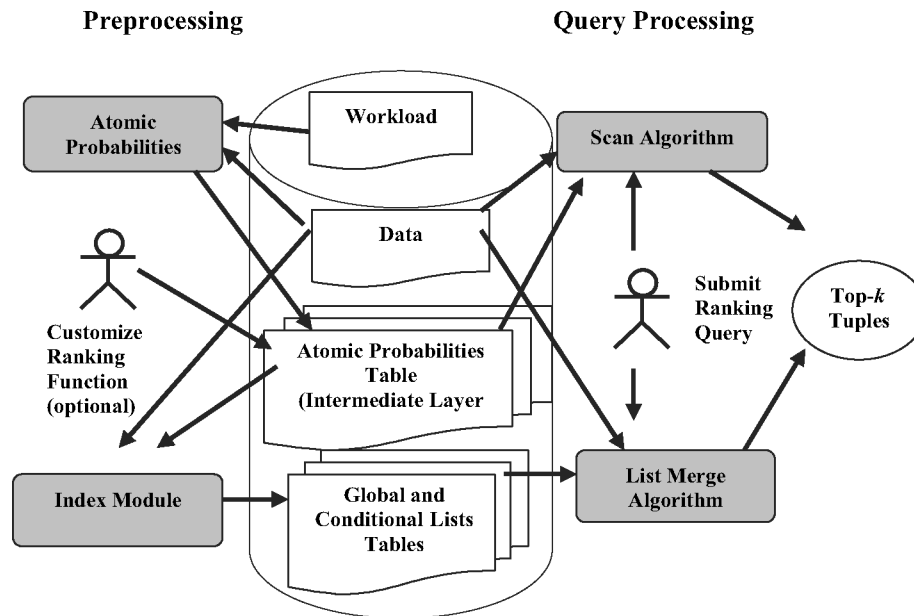 Preprocessing
Query Processing
Atomic
Probabilities
Workload
Scan Algorithm
Data
Customize
Ranking
Function
(optional)
Submit
Ranking
Query
Top-k
Tuples
Atomic Probabilities
Table
(Intermediate Layer
Index Module
Global and
Conditional Lists
Tables
List Merge
Algorithm